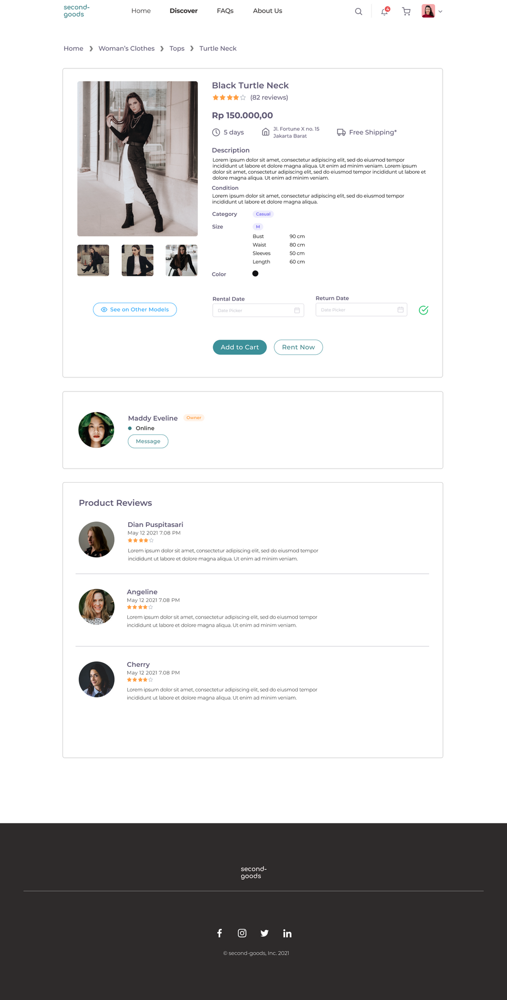 second-
goods
Home
Discover
FAQs
About Us
4
Home
Woman's Clothes
Tops
Turtle Neck
Black Turtle Neck
(82 reviews)
Rp 150.000,00
5 days
Jl. Fortune X no. 15
Jakarta Barat
Free Shipping*
Description
Lorem ipsum dolor sit amet, consectetur adipiscing elit, sed do eiusmod tempor
incididunt ut labore et dolore magna aliqua. Ut enim ad minim veniam. Lorem ipsum
dolor sit amet, consectetur adipiscing elit, sed do eiusmod tempor incididunt ut labore et
dolore magna aliqua. Ut enim ad minim veniam.
Condition
Lorem ipsum dolor sit amet, consectetur adipiscing elit, sed do eiusmod tempor
incididunt ut labore et dolore magna aliqua.
Category
Casual
Size
M
Bust 90 cm
Waist 80 cm
Sleeves 50 cm
Length 60 cm
Color
See on Other Models
Rental Date
Date Picker
Return Date
Date Picker
Add to Cart
Rent Now
Maddy Eveline
Owner
Online
Message
Product Reviews
Dian Puspitasari
May 12 2021 7.08 PM
Lorem ipsum dolor sit amet, consectetur adipiscing elit, sed do eiusmod tempor
incididunt ut labore et dolore magna aliqua. Ut enim ad minim veniam.
Angeline
May 12 2021 7.08 PM
Lorem ipsum dolor sit amet, consectetur adipiscing elit, sed do eiusmod tempor
incididunt ut labore et dolore magna aliqua. Ut enim ad minim veniam.
Cherry
May 12 2021 7.08 PM
Lorem ipsum dolor sit amet, consectetur adipiscing elit, sed do eiusmod tempor
incididunt ut labore et dolore magna aliqua. Ut enim ad minim veniam.
second-
goods
© second-goods, Inc. 2021